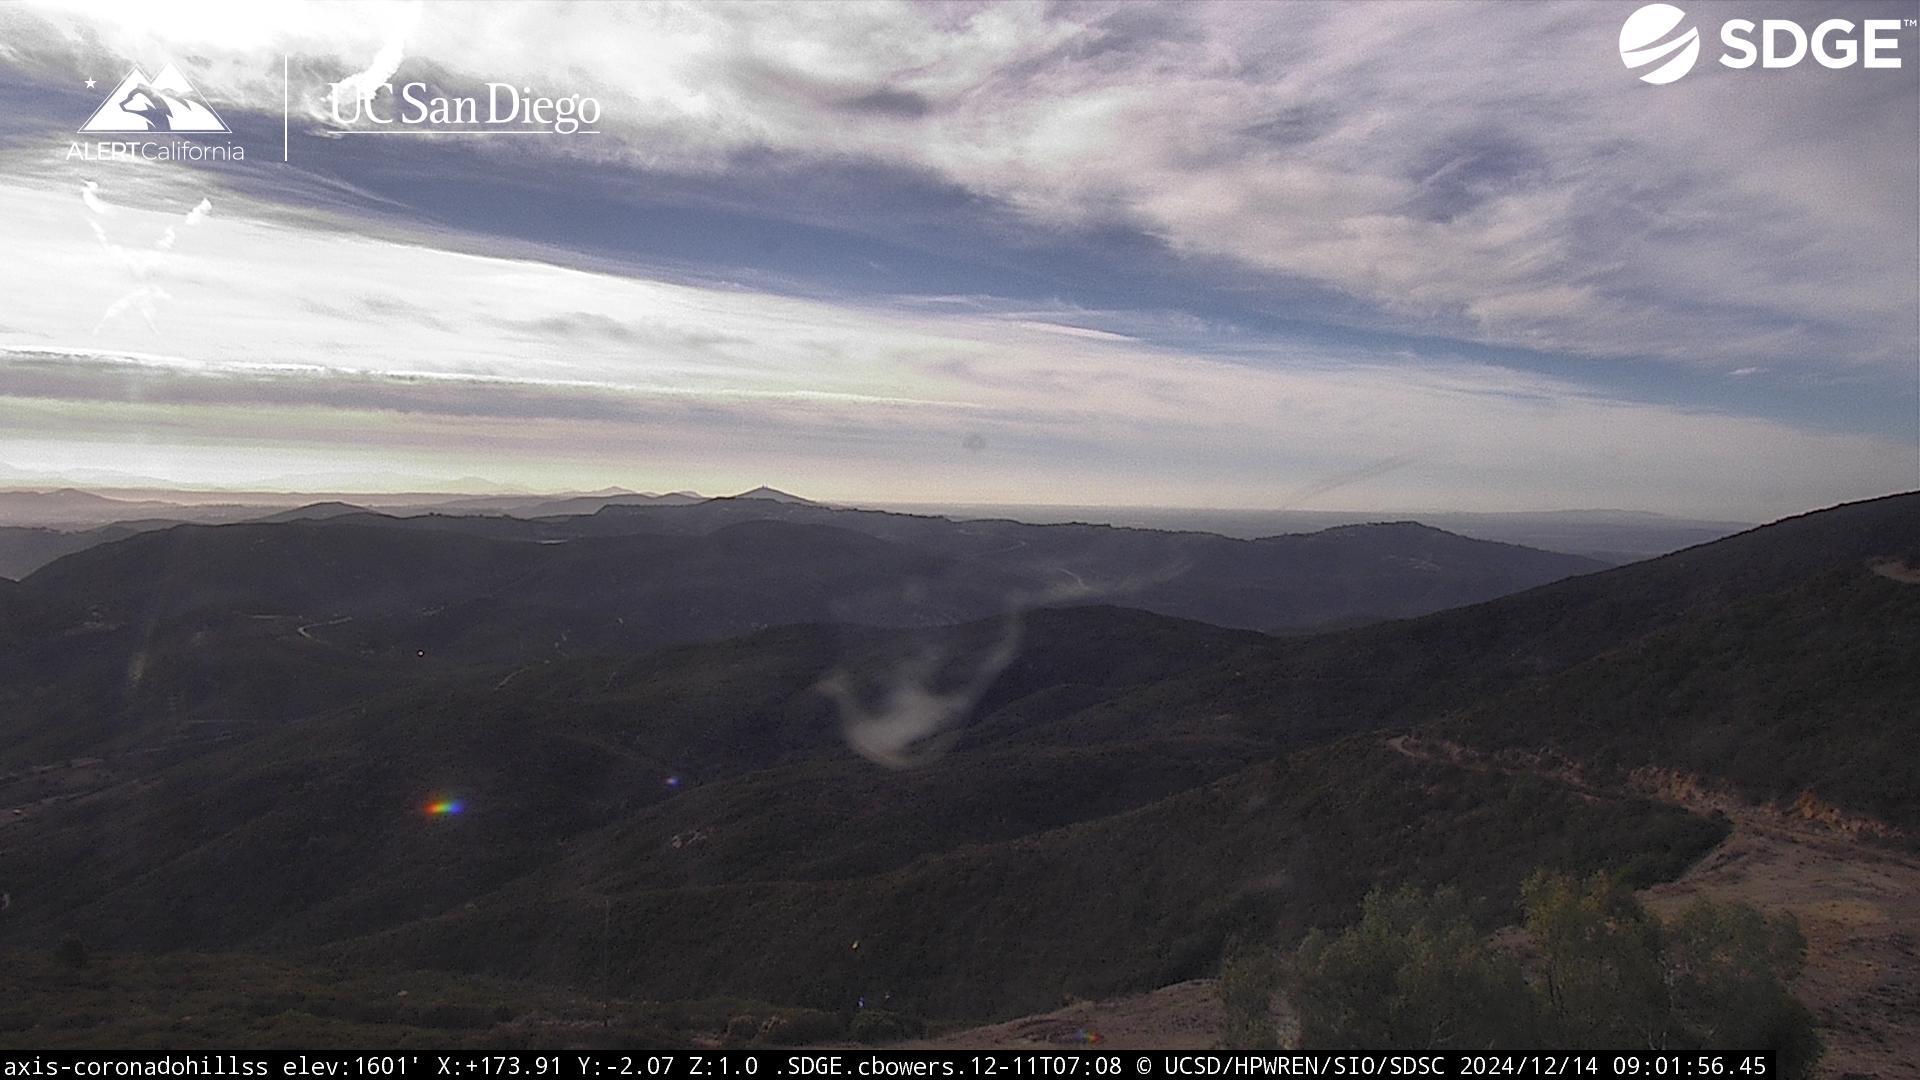 SDGE™
ALERTCalifornia
UC San Diego
axis-coronadohillss elev:1601' X:+173.91 Y:-2.07 Z:1.0 .SDGE.cbowers.12-11T07:08 © UCSD/HPWREN/SIO/SDSC 2024/12/14 09:01:56.45